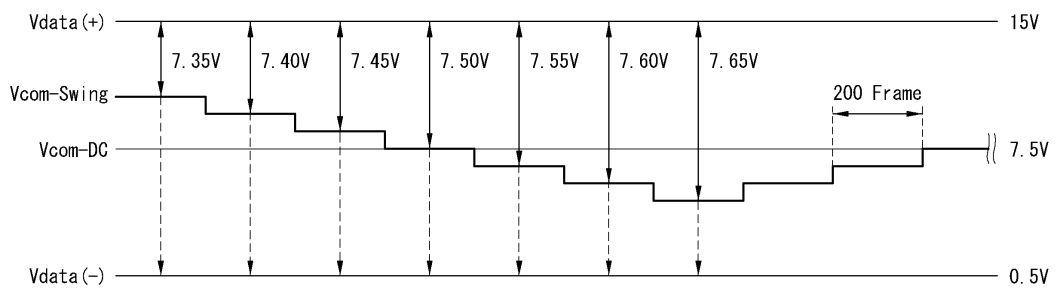 Vdata(+)
15V
7.35V
7.40V
7.45V
7.50V
7.55V
7.60V
7.65V
Vcom-Swing
200 Frame
Vcom-DC
7.5V
Vdata(-)
0.5V